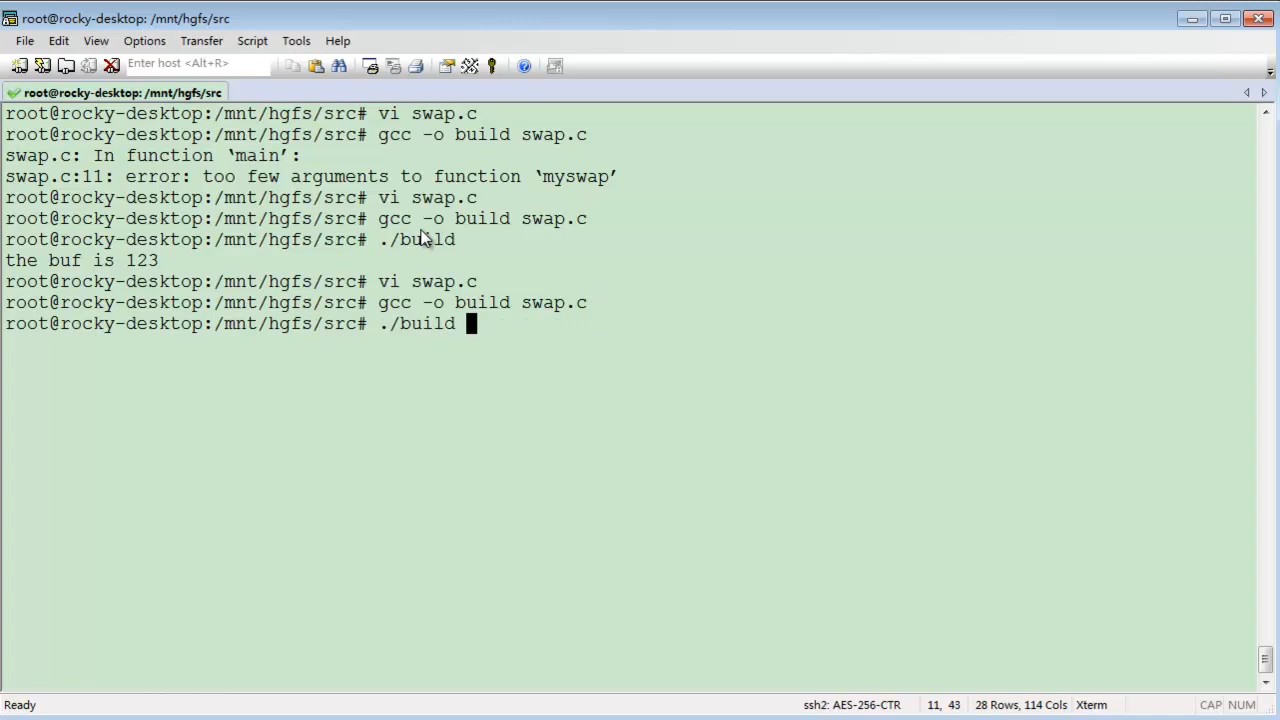 root@rocky-desktop: /mnt/hgfs/src
File Edit View Options Transfer Script Tools Help
Enter host <Alt+R>
root@rocky-desktop: /mnt/hgfs/src
root@rocky-desktop:/mnt/hgfs/src# vi swap.c
root@rocky-desktop:/mnt/hgfs/src# gcc -o build swap.c
swap.c: In function ‘main’:
swap.c:11: error: too few arguments to function ‘myswap’
root@rocky-desktop:/mnt/hgfs/src# vi swap.c
root@rocky-desktop:/mnt/hgfs/src# gcc -o build swap.c
root@rocky-desktop:/mnt/hgfs/src# ./build
the buf is 123
root@rocky-desktop:/mnt/hgfs/src# vi swap.c
root@rocky-desktop:/mnt/hgfs/src# gcc -o build swap.c
root@rocky-desktop:/mnt/hgfs/src# ./build
Ready ssh2: AES-256-CTR 11, 43 28 Rows, 114 Cols Xterm CAP NUM